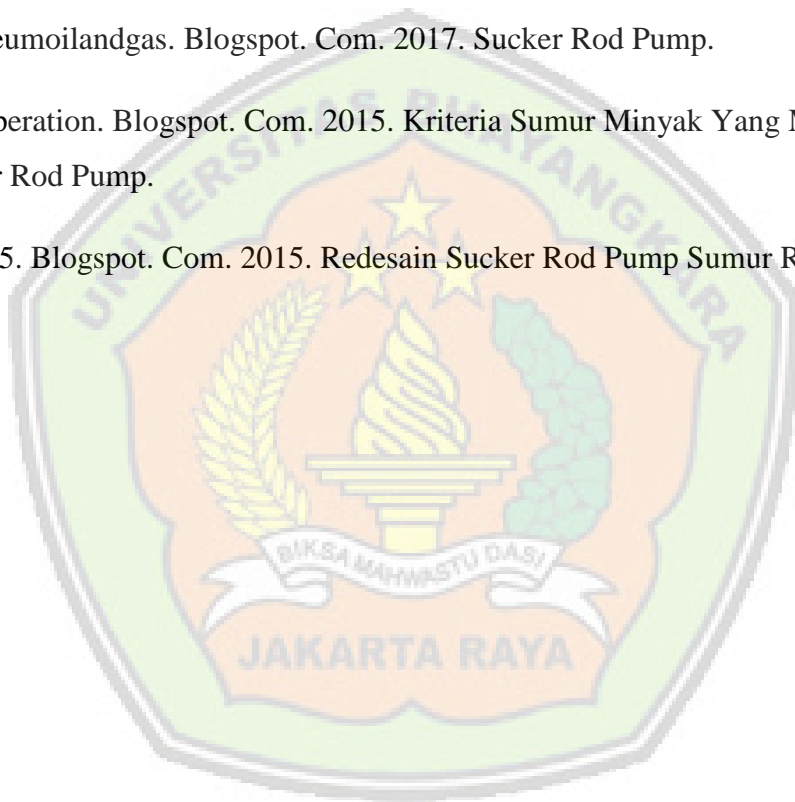 eumoilandgas. Blogspot. Com. 2017. Sucker Rod Pump.
peration. Blogspot. Com. 2015. Kriteria Sumur Minyak Yang
r Rod Pump.
5. Blogspot. Com. 2015. Redesain Sucker Rod Pump Sumur R
UNIVERSITAS BHAYANGKARA
BIKSA MAHWASTU DASI
JAKARTA RAYA